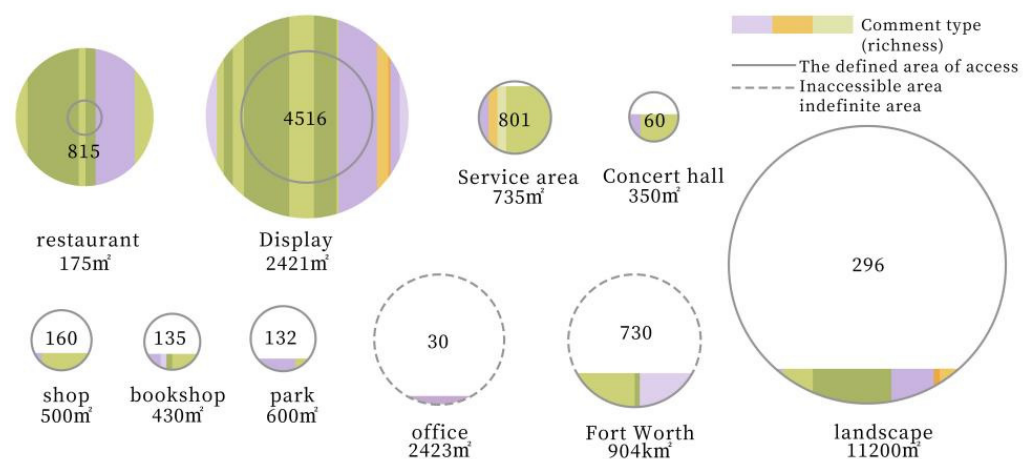 Comment type
(richness)
The defined area of access
Inaccessible area
indefinite area
815
restaurant
175㎡
4516
Display
2421㎡
801
Service area
735㎡
60
Concert hall
350㎡
296
landscape
11200㎡
160
shop
500㎡
135
bookshop
430㎡
132
park
600㎡
30
office
2423㎡
730
Fort Worth
904k㎡